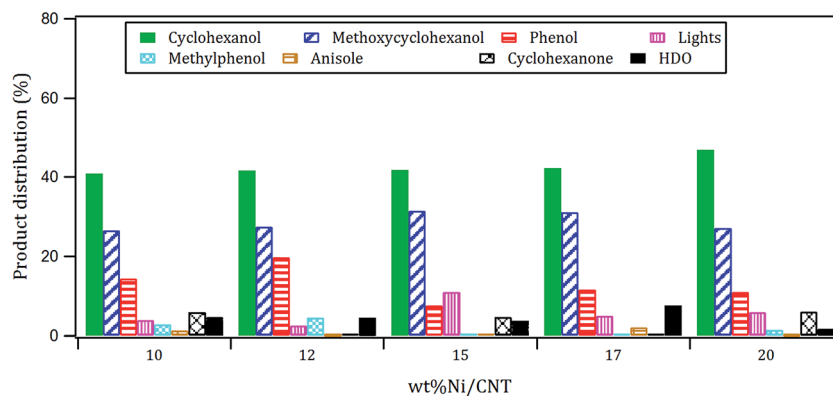 80
Cyclohexanol Methoxycyclohexanol Phenol Lights
Methylphenol Anisole Cyclohexanone HDO
60
40
20
0
Product distribution (%)
10 12 15 17 20
wt%Ni/CNT